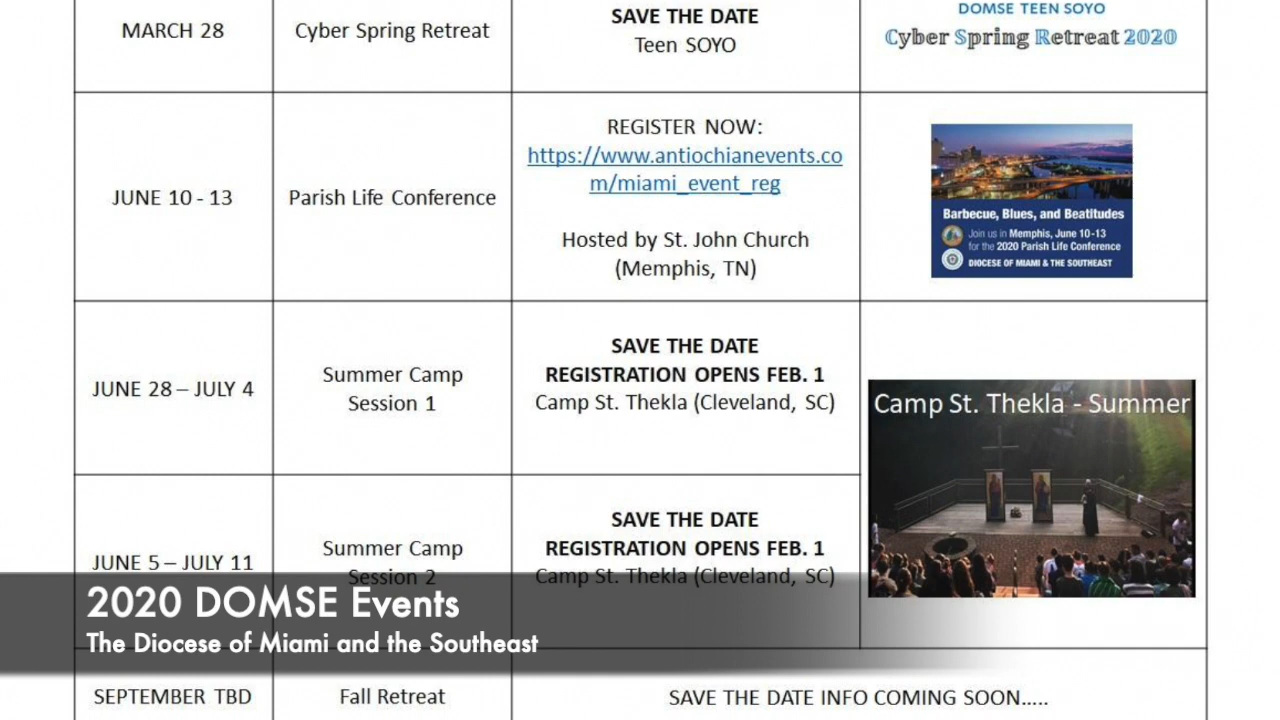 MARCH 28
Cyber Spring Retreat
SAVE THE DATE
Teen SOYO
DOMSE TEEN SOYO
Cyber Spring Retreat 2020
JUNE 10 - 13
Parish Life Conference
REGISTER NOW:
https://www.antiochianevents.co
m/miami_event_reg
Hosted by St. John Church
(Memphis, TN)
Barbecue, Blues, and Beatitudes
Join us in Memphis, June 10-13
for the 2020 Parish Life Conference
DIOCESE OF MIAMI & THE SOUTHEAST
JUNE 28 – JULY 4
Summer Camp
Session 1
SAVE THE DATE
REGISTRATION OPENS FEB. 1
Camp St. Thekla (Cleveland, SC)
Camp St. Thekla - Summer
JUNE 5 – JULY 11
Summer Camp
Session 2
SAVE THE DATE
REGISTRATION OPENS FEB. 1
Camp St. Thekla (Cleveland, SC)
2020 DOMSE Events
The Diocese of Miami and the Southeast
SEPTEMBER TBD
Fall Retreat
SAVE THE DATE INFO COMING SOON.....